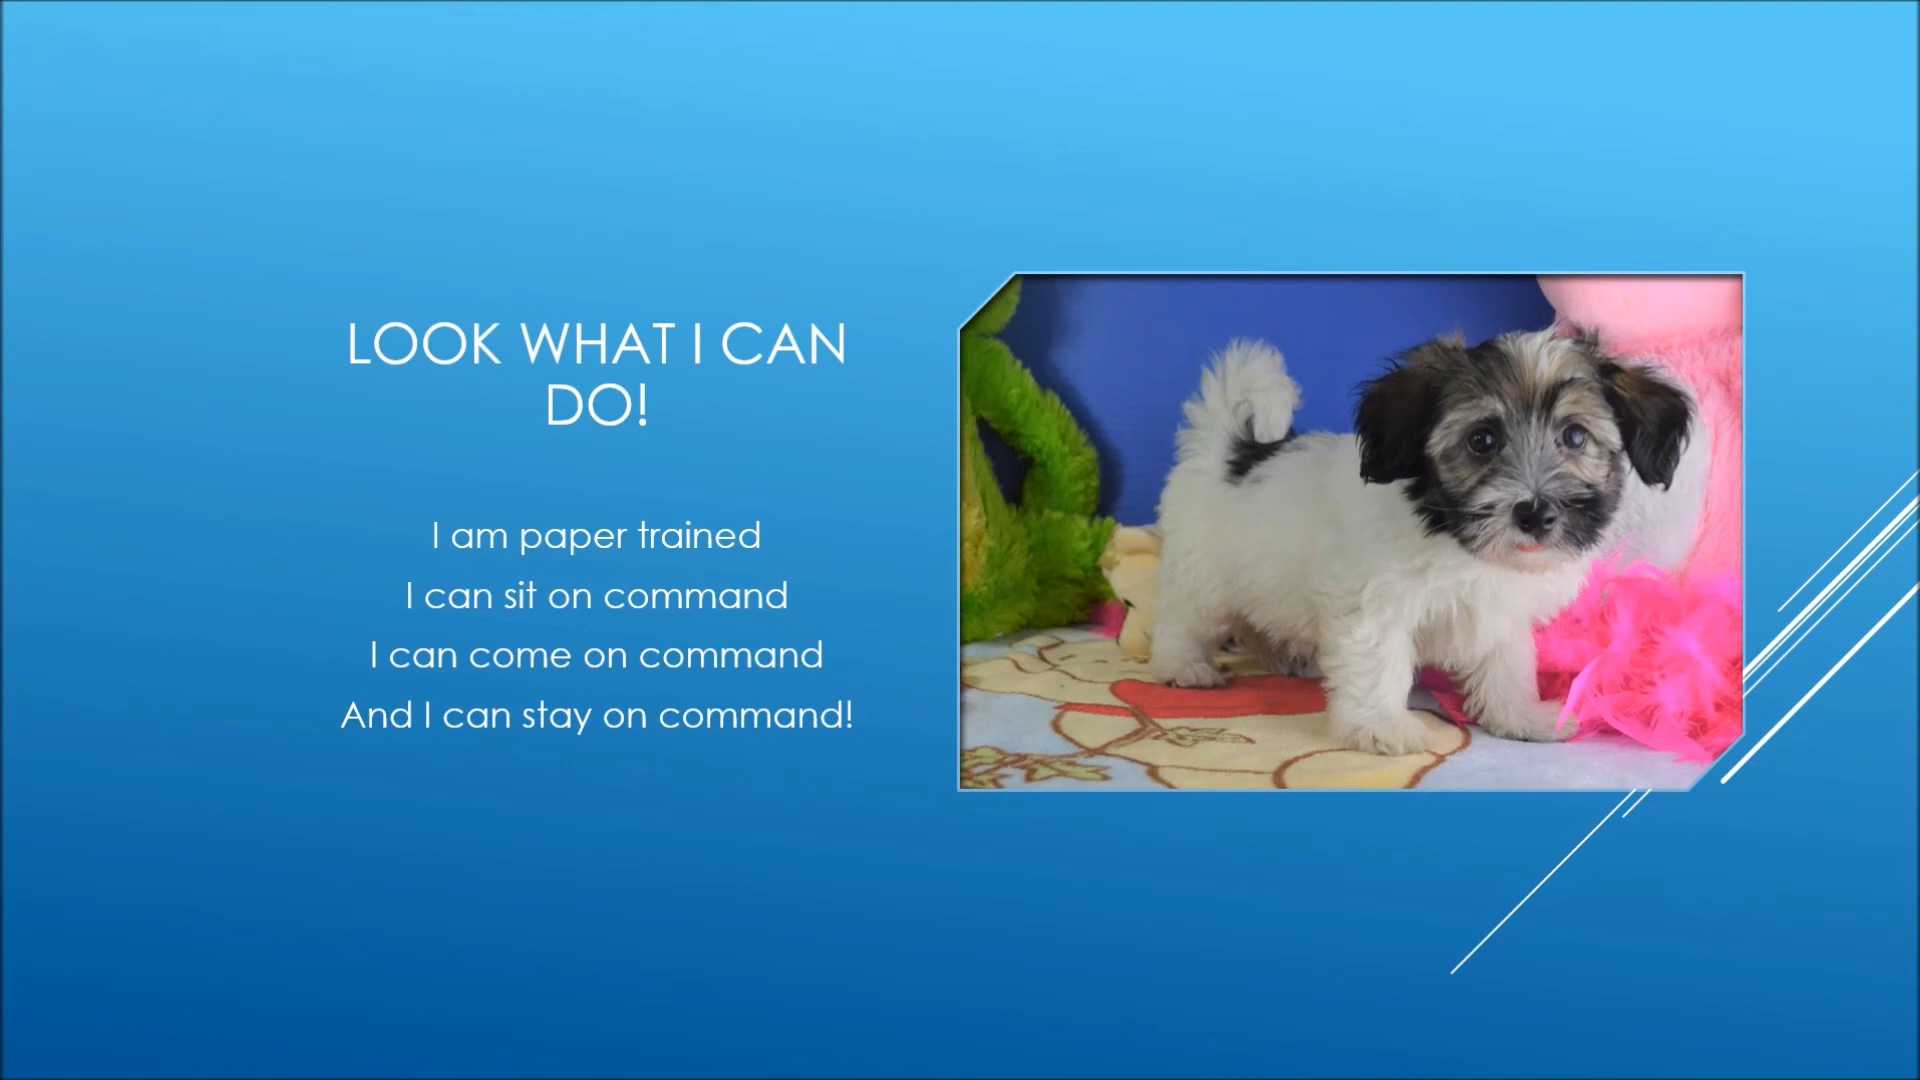 LOOK WHAT I CAN
DO!
I am paper trained
I can sit on command
I can come on command
And I can stay on command!